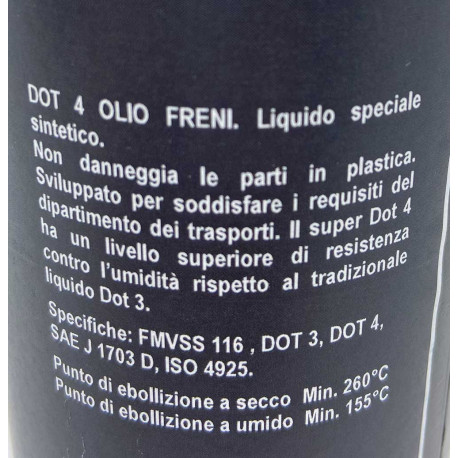 DOT 4 OLIO FRENI. Liquido speciale
sintetico.
Non danneggia le parti in plastica.
Sviluppato per soddisfare i requisiti del
dipartimento dei trasporti. Il super Dot 4
ha un livello superiore di resistenza
contro l'umidità rispetto al tradizionale
liquido Dot 3.
Specifiche: FMVSS 116 , DOT 3, DOT 4,
SAE J 1703 D, ISO 4925.
Punto di ebollizione a secco Min. 260°C
Punto di ebollizione a umido Min. 155°C